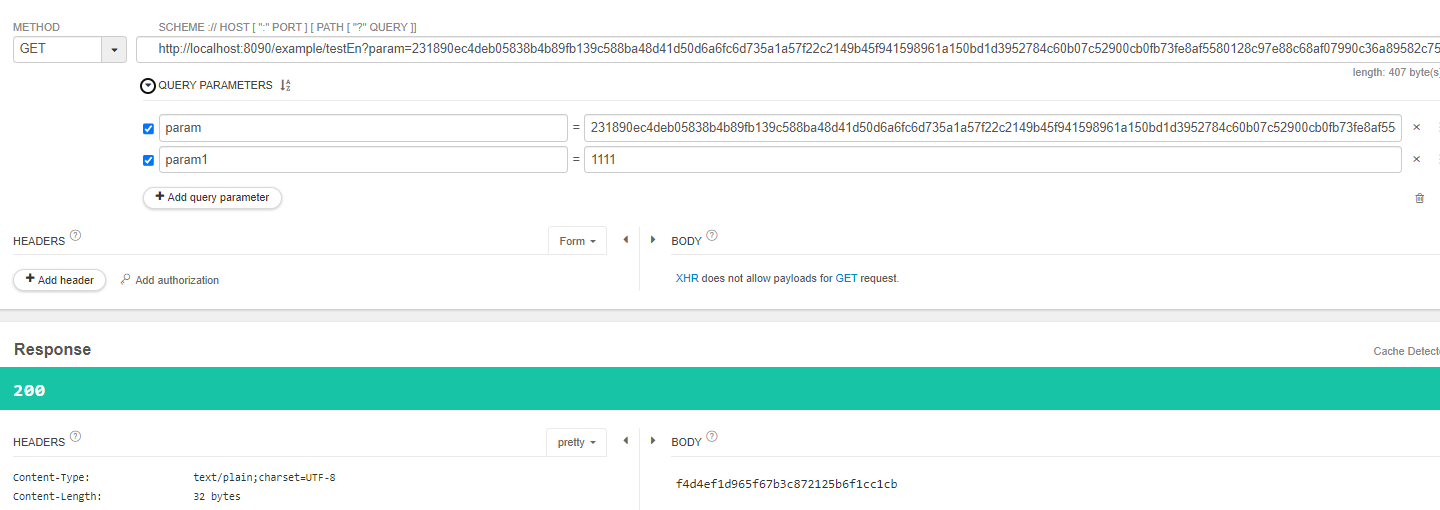 METHOD SCHEME :// HOST [ ":" PORT ] [ PATH [ "?" QUERY ]]
GET http://localhost:8090/example/testEn?param=231890ec4deb05838b4b89fb139c588ba48d41d50d6a6fc6d735a1a57f22c2149b45f941598961a150bd1d3952784c60b07c52900cb0fb73fe8af5580128c97e88c68af07990c36a89582c75
length: 407 byte(s)
QUERY PARAMETERS
param = 231890ec4deb05838b4b89fb139c588ba48d41d50d6a6fc6d735a1a57f22c2149b45f941598961a150bd1d3952784c60b07c52900cb0fb73fe8af55 ×
param1 = 1111 ×
+ Add query parameter
HEADERS ? Form BODY ?
+ Add header Add authorization XHR does not allow payloads for GET request.
Response Cache Detect
200
HEADERS ? pretty BODY ?
Content-Type: text/plain;charset=UTF-8 f4d4ef1d965f67b3c872125b6f1cc1cb
Content-Length: 32 bytes